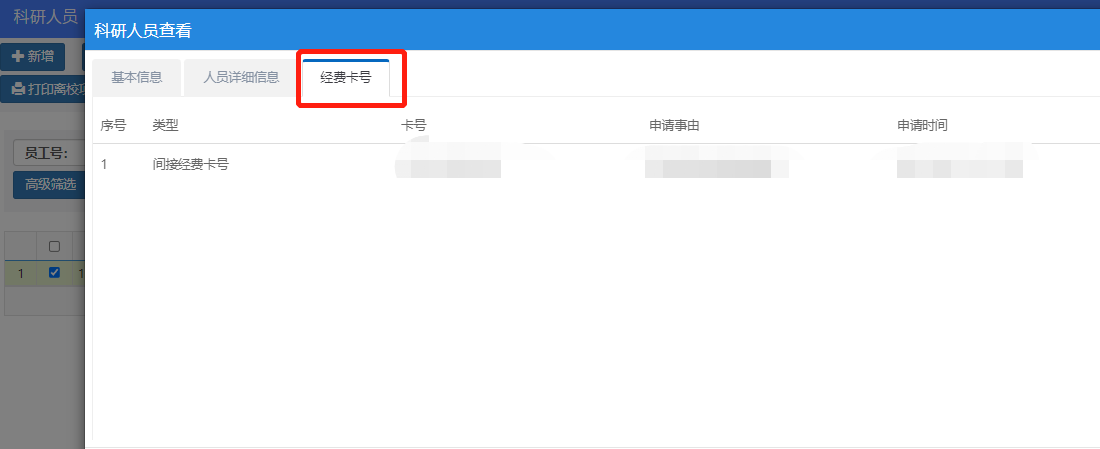 科研人员
科研人员查看
新增
打印离校
基本信息
人员详细信息
经费卡号
序号 类型 卡号 申请事由 申请时间
1 间接经费卡号
员工号:
高级筛选
1 1